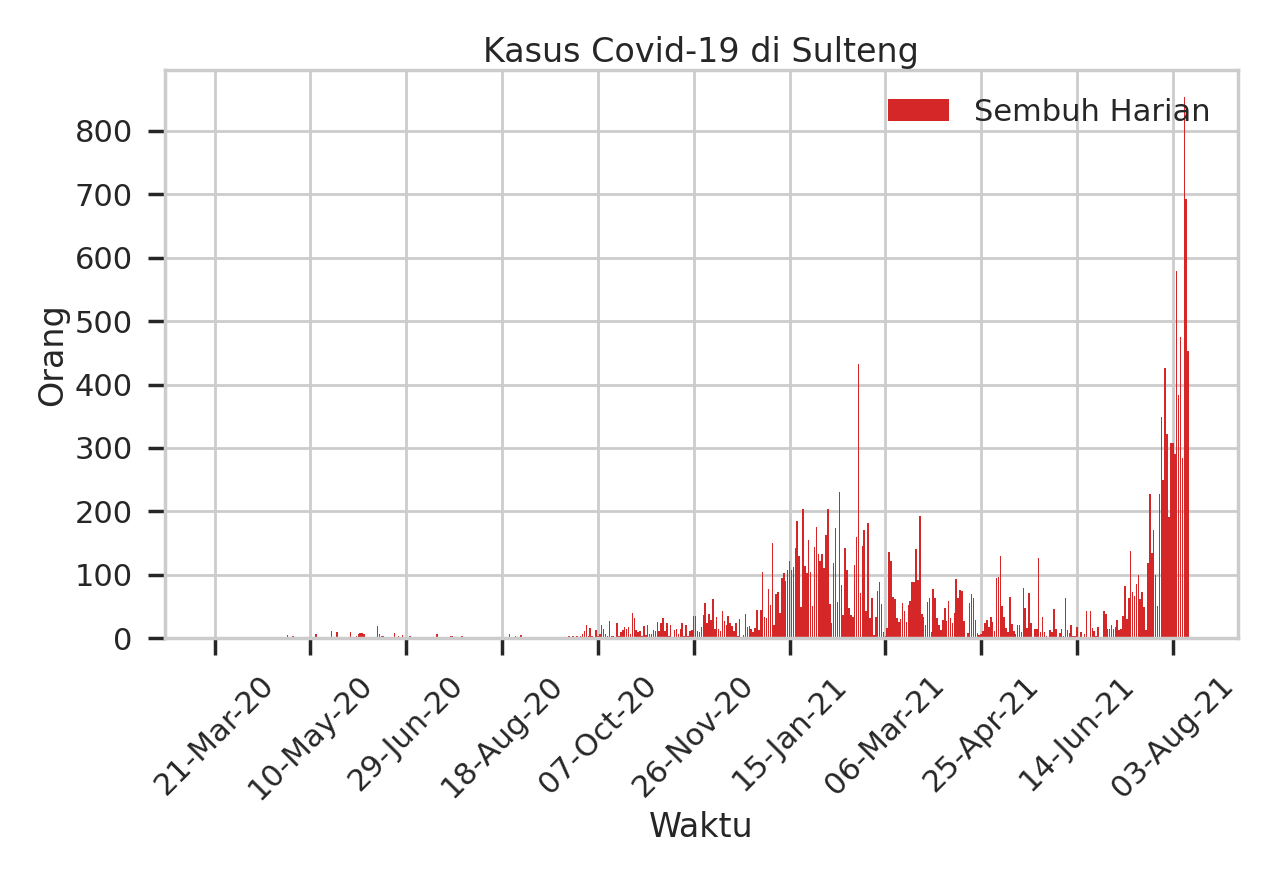 Kasus Covid-19 di Sulteng
Sembuh Harian
Orang
800
700
600
500
400
300
200
100
0
21-Mar-20
10-May-20
29-Jun-20
18-Aug-20
07-Oct-20
26-Nov-20
15-Jan-21
06-Mar-21
25-Apr-21
14-Jun-21
03-Aug-21
Waktu